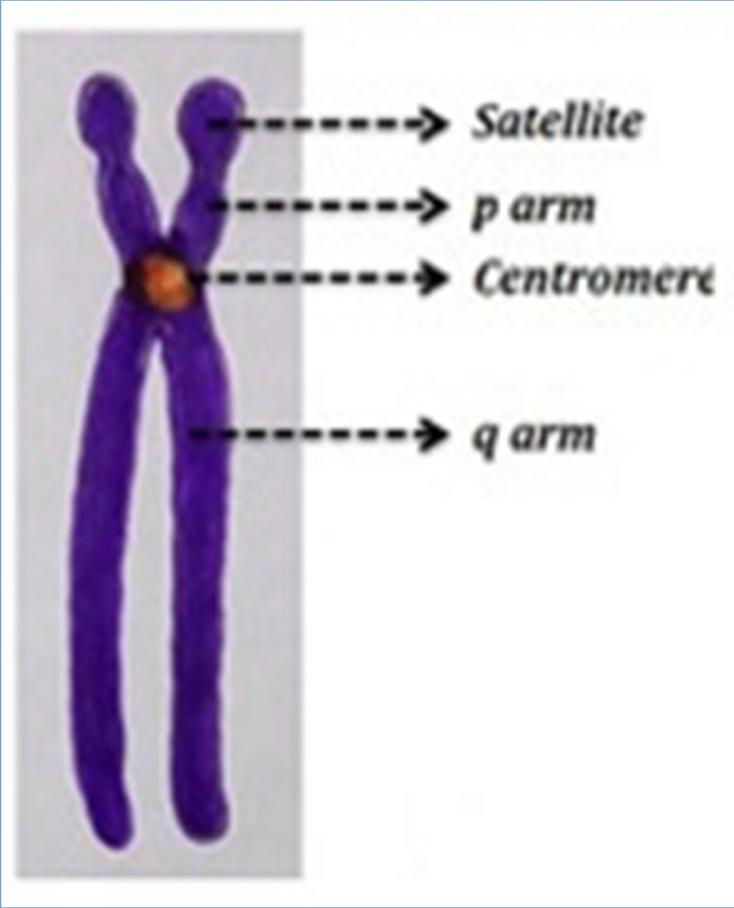 Satellite
p arm
Centromere
q arm